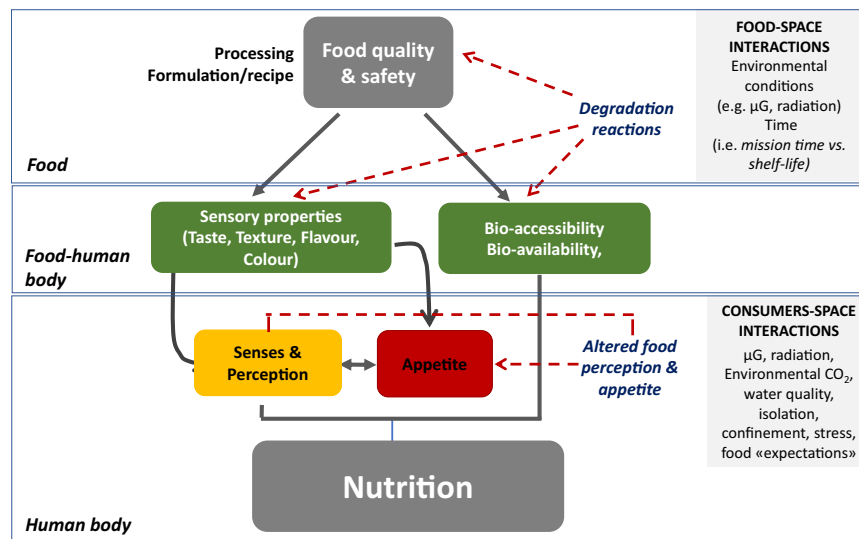 Processing
Formulation/recipe
Food quality
& safety
Degradation
reactions
FOOD-SPACE
INTERACTIONS
Environmental
conditions
(e.g. µG, radiation)
Time
(i.e. mission time vs.
shelf-life)
Food
Sensory properties
(Taste, Texture, Flavour,
Colour)
Bio-accessibility
Bio-availability,
Food-human
body
Senses &
Perception
Appetite
Altered food
perception &
appetite
CONSUMERS-SPACE
INTERACTIONS
µG, radiation,
Environmental CO₂,
water quality,
isolation,
confinement, stress,
food «expectations»
Nutrition
Human body